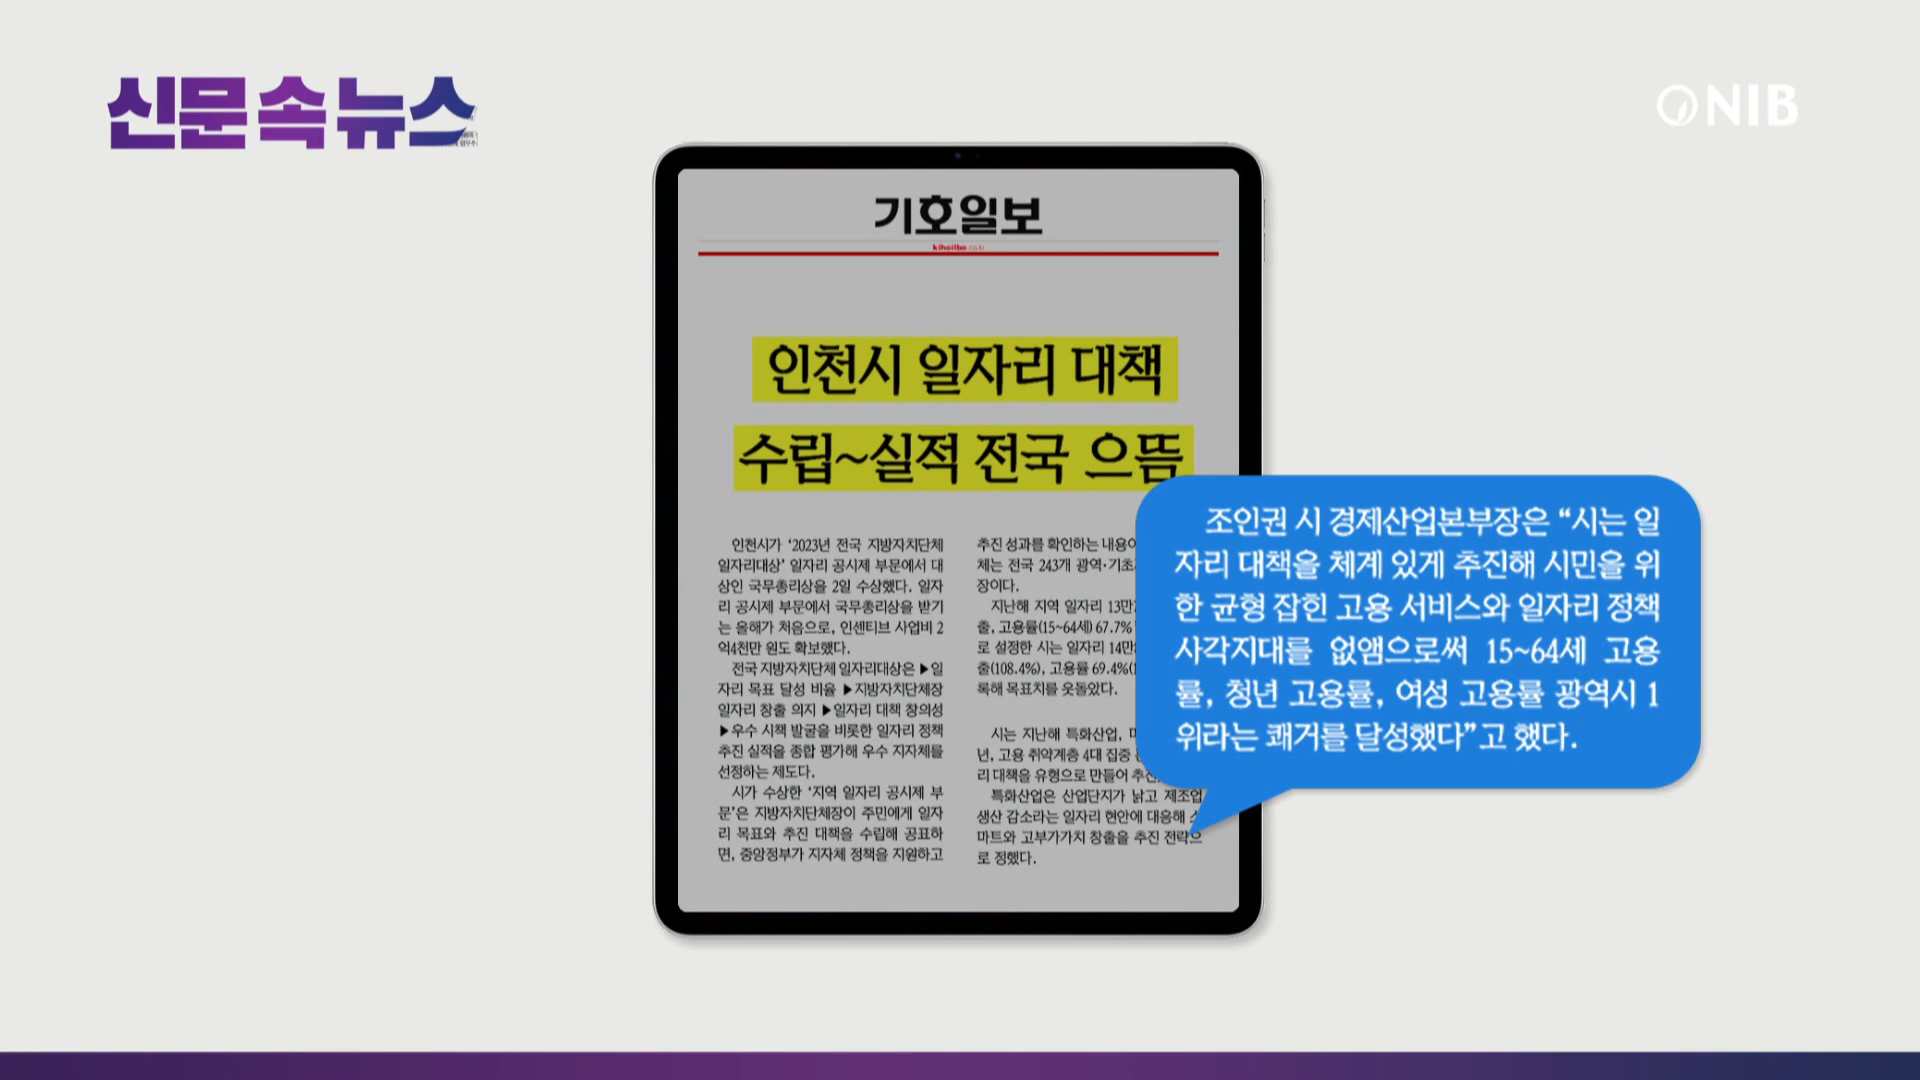 신문 속 뉴스
NIB
기호일보
kihoilbo
인천시 일자리 대책
수립~실적 전국 으뜸
인천시가 ‘2023년 전국 지방자치단체
일자리대상’ 일자리 공시제 부문에서 대
상인 국무총리상을 2일 수상했다. 일자
리 공시제 부문에서 국무총리상을 받기
는 올해가 처음으로, 인센티브 사업비 2
억4천만 원도 확보했다.
전국 지방자치단체 일자리대상은 ▶일
자리 목표 달성 비율 ▶지방자치단체장
일자리 창출 의지 ▶일자리 대책 창의성
▶우수 시책 발굴을 비롯한 일자리 정책
추진 실적을 종합 평가해 우수 지자체를
선정하는 제도다.
시가 수상한 ‘지역 일자리 공시제 부
문’은 지방자치단체장이 주민에게 일자
리 목표와 추진 대책을 수립해 공표하
면, 중앙정부가 지자체 정책을 지원하고
추진 성과를 확인하는
체는 전국 243개 광역·기초
장이다.
지난해 지역 일자리
출, 고용률(15~64세) 67.7%
로 설정한 시는 일자리
출(108.4%), 고용률
록해 목표치를 웃돌았다.
시는 지난해 특화산업,
년, 고용 취약계층 4대 집중
리 대책을 유형으로 만들어
특화산업은 산업단지가 낡고 제조업
생산 감소라는 일자리 현안에 대응해 스
마트와 고부가가치 창출을 추진 전략으
로 정했다.
조인권 시 경제산업본부장은 “시는 일
자리 대책을 체계 있게 추진해 시민을 위
한 균형 잡힌 고용 서비스와 일자리 정책
사각지대를 없앰으로써 15~64세 고용
률, 청년 고용률, 여성 고용률 광역시 1
위라는 쾌거를 달성했다”고 했다.